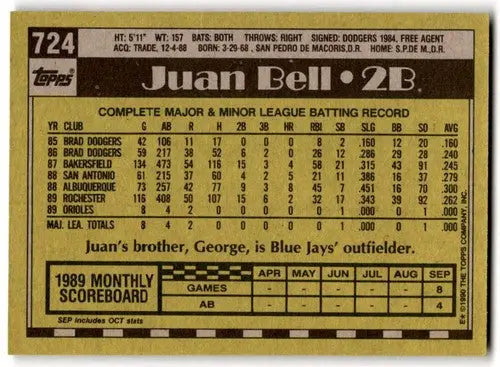 724
HT: 5'11" WT: 157 BATS: BOTH THROWS: RIGHT SIGNED: DODGERS 1984, FREE AGENT
ACQ: TRADE, 12-4-88 BORN: 3-29-68, SAN PEDRO DE MACORIS, D.R. HOME: S.P. DE M., D.R.
TOPPS
Juan Bell • 2B
COMPLETE MAJOR & MINOR LEAGUE BATTING RECORD
YR CLUB G AB R H 2B 3B HR RBI SB SLG BB SO AVG
85 BRAD DODGERS 42 106 11 17 0 0 0 8 2 .160 12 20 .160
86 BRAD DODGERS 59 217 38 52 6 2 0 26 12 .286 29 28 .240
87 BAKERSFIELD 134 473 54 116 15 3 4 58 21 .315 43 91 .245
88 SAN ANTONIO 61 215 37 60 4 2 5 21 11 .386 16 37 .279
88 ALBUQUERQUE 73 257 42 77 9 3 8 45 7 .451 16 70 .300
89 ROCHESTER 116 408 50 107 15 6 2 32 17 .343 39 92 .262
89 ORIOLES 8 4 2 0 0 0 0 0 1 .000 0 1 .000
MAJ. LEA. TOTALS 8 4 2 0 0 0 0 0 1 .000 0 1 .000
Juan's brother, George, is Blue Jays' outfielder.
1989 MONTHLY SCOREBOARD
APR MAY JUN JUL AUG SEP
GAMES - - - - - 8
AB - - - - - 4
SEP includes OCT stats
E* © 1990 THE TOPPS COMPANY, INC.